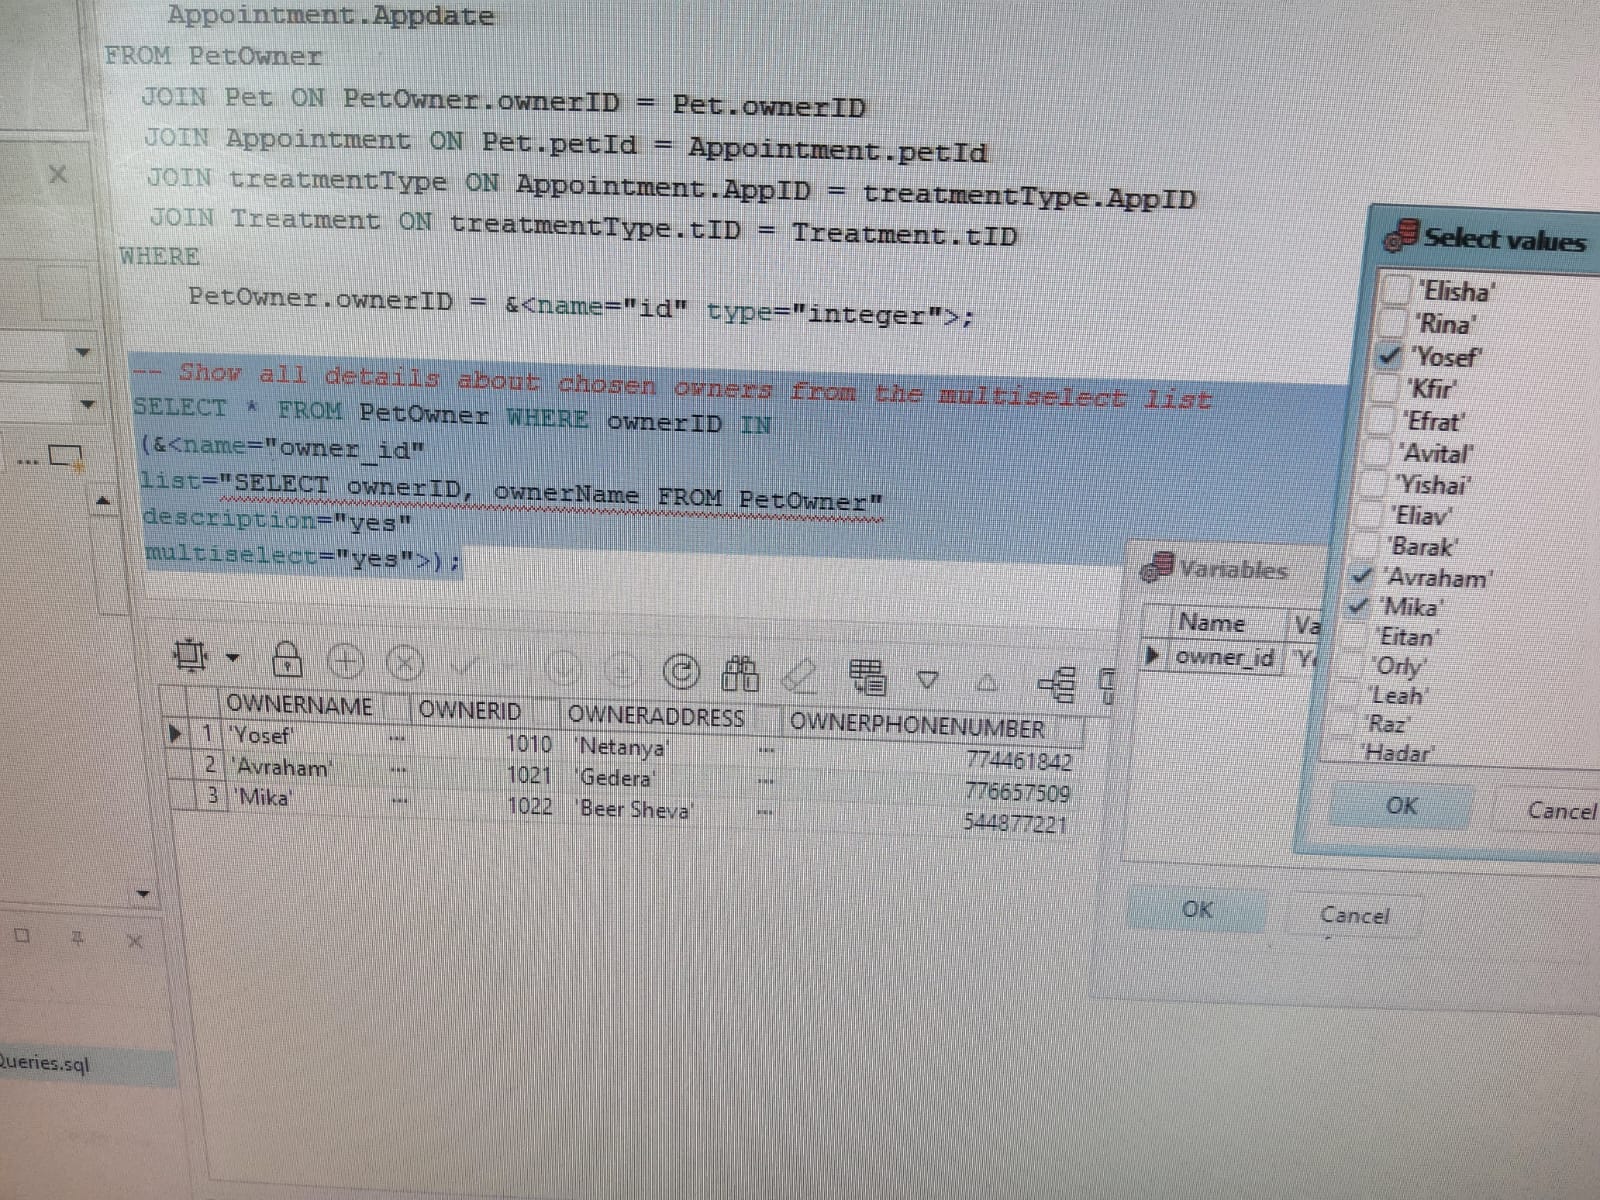 Appointment.Appdate
FROM PetOwner
JOIN Pet ON PetOwner.ownerID = Pet.ownerID
JOIN Appointment ON Pet.petId = Appointment.petId
JOIN treatmentType ON Appointment.AppID = treatmentType.AppID
JOIN Treatment ON treatmentType.tID = Treatment.tID
WHERE
PetOwner.ownerID = &<name="id" type="integer">;
-- Show all details about chosen owners from the multiselect list
SELECT * FROM PetOwner WHERE ownerID IN
(&<name="owner_id"
list="SELECT ownerID, ownerName FROM PetOwner"
description="yes"
multiselect="yes">);
OWNERNAME OWNERID OWNERADDRESS OWNERPHONENUMBER
1 'Yosef' ... 1010 'Netanya' ... 774461842
2 'Avraham' ... 1021 'Gedera' ... 776657509
3 'Mika' ... 1022 'Beer Sheva' ... 544877221
Variables
Name Va
owner_id
OK Cancel
Select values
'Elisha'
'Rina'
'Yosef'
'Kfir'
'Efrat'
'Avital'
'Yishai'
'Eliav'
'Barak'
'Avraham'
'Mika'
'Eitan'
'Orly'
'Leah'
'Raz'
'Hadar'
OK Cancel
Queries.sql